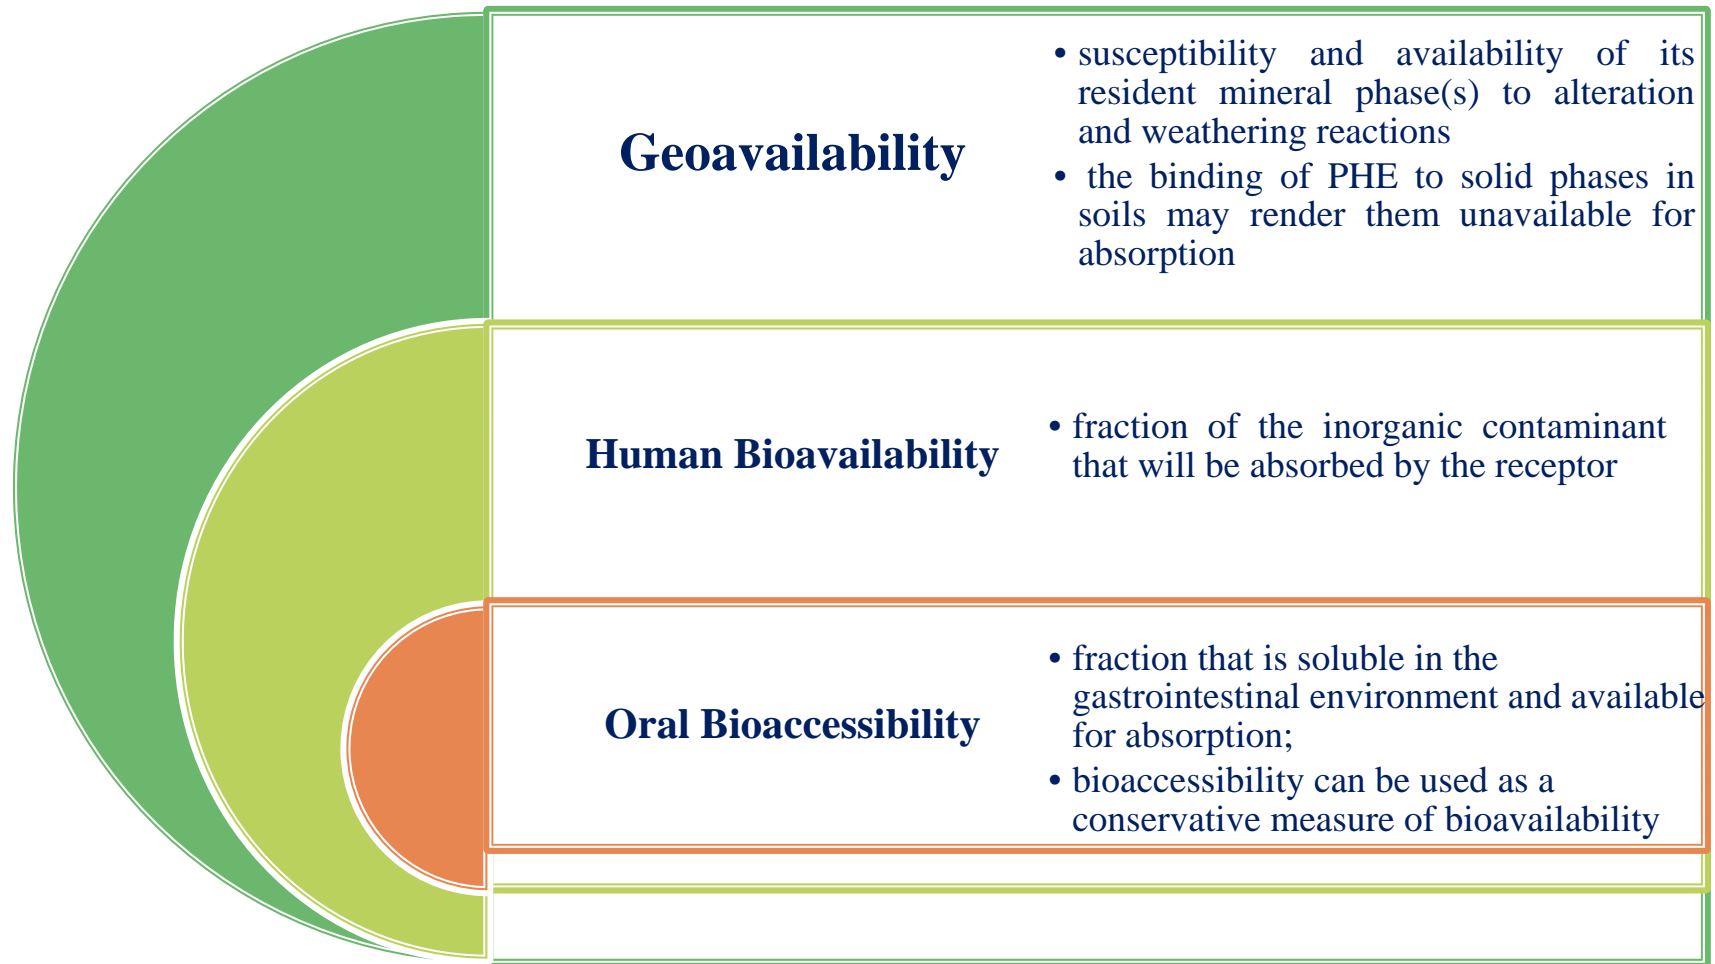 Geoavailability
• susceptibility and availability of its
resident mineral phase(s) to alteration
and weathering reactions
• the binding of PHE to solid phases in
soils may render them unavailable for
absorption
Human Bioavailability
• fraction of the inorganic contaminant
that will be absorbed by the receptor
Oral Bioaccessibility
• fraction that is soluble in the
gastrointestinal environment and available
for absorption;
• bioaccessibility can be used as a
conservative measure of bioavailability